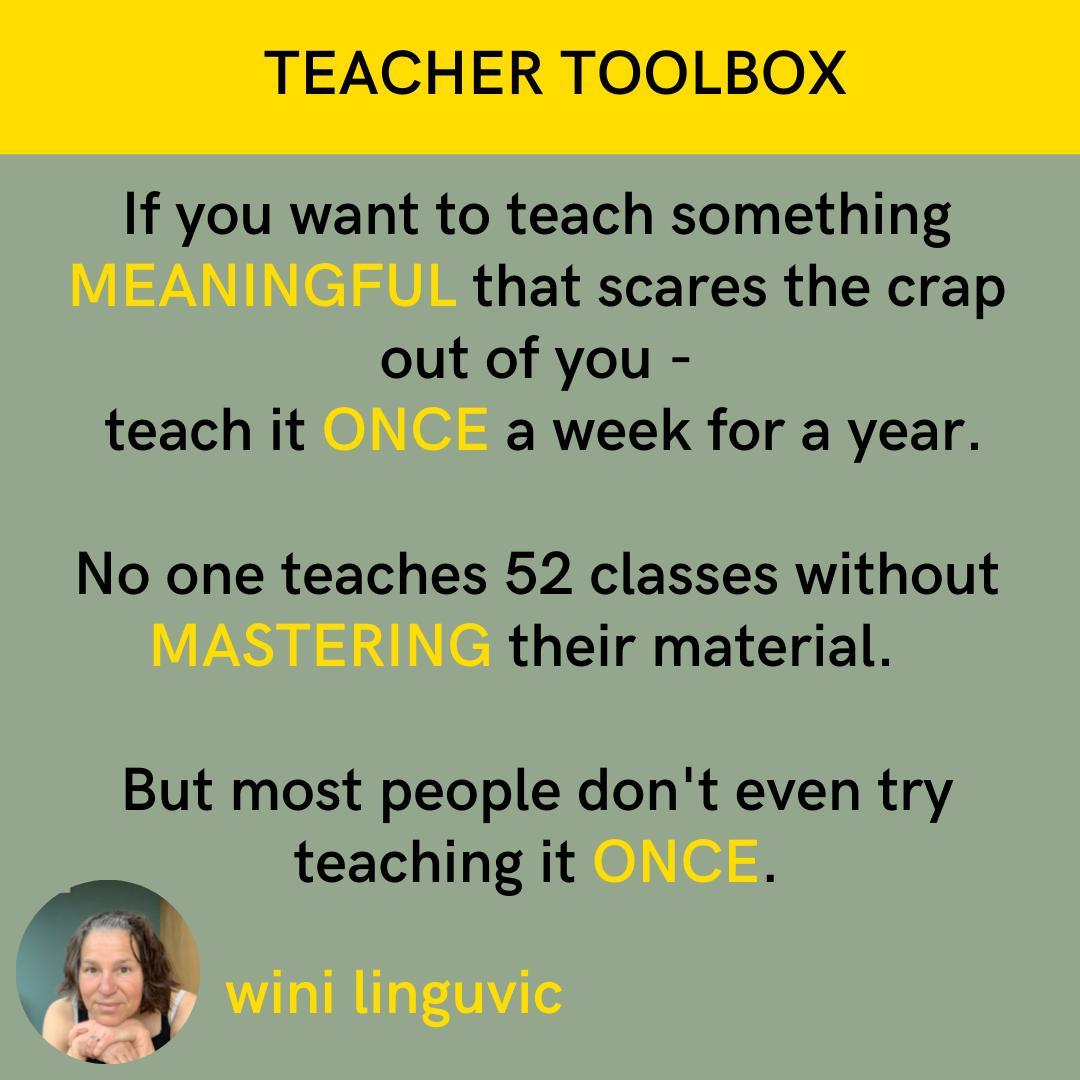 TEACHER TOOLBOX
If you want to teach something
MEANINGFUL that scares the crap
out of you -
teach it ONCE a week for a year.
No one teaches 52 classes without
MASTERING their material.
But most people don't even try
teaching it ONCE.
wini linguvic